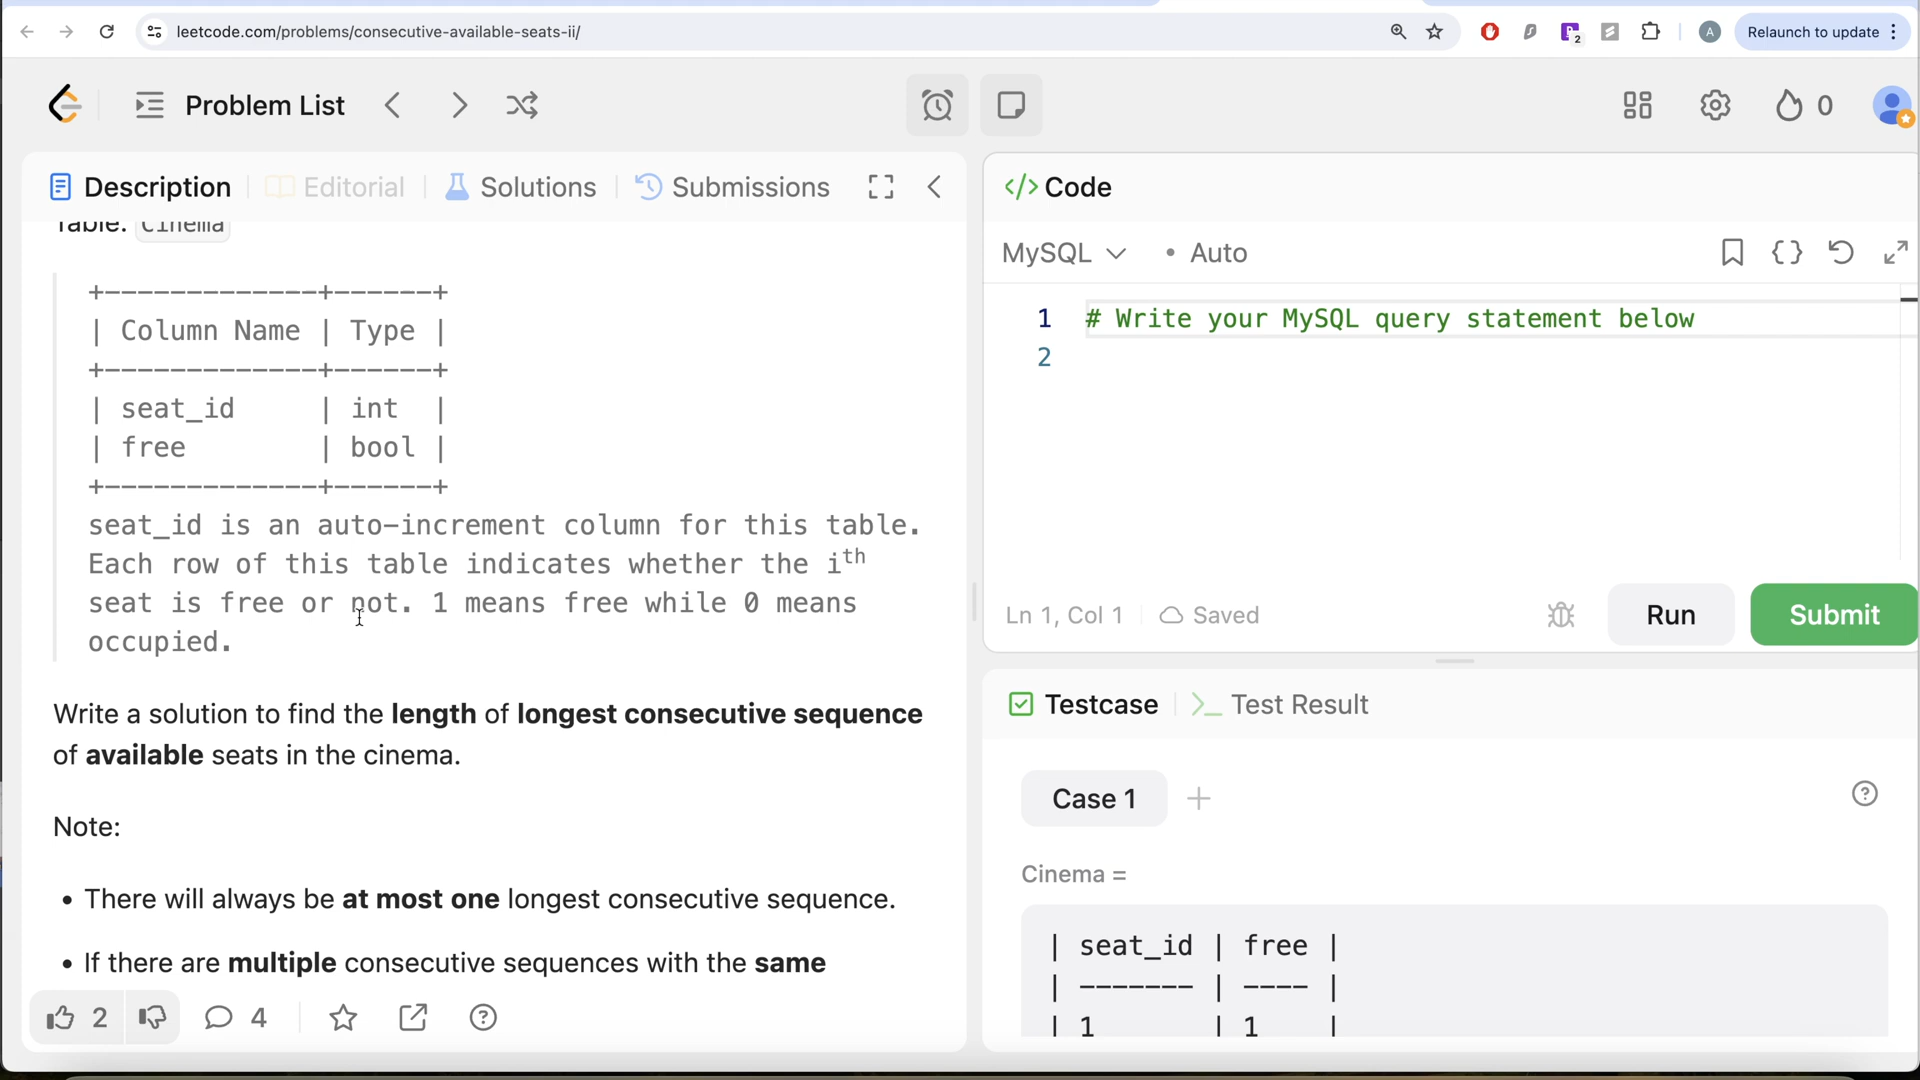 leetcode.com/problems/consecutive-available-seats-ii/
2
A
Relaunch to update
Problem List
0
Description
Editorial
Solutions
Submissions
Table: Cinema
+-------------+------+
| Column Name | Type |
+-------------+------+
| seat_id | int |
| free | bool |
+-------------+------+
seat_id is an auto-increment column for this table.
Each row of this table indicates whether the ith
seat is free or not. 1 means free while 0 means
occupied.
Write a solution to find the length of longest consecutive sequence
of available seats in the cinema.
Note:
• There will always be at most one longest consecutive sequence.
• If there are multiple consecutive sequences with the same
2
4
</> Code
MySQL
• Auto
1 # Write your MySQL query statement below
2
Ln 1, Col 1
Saved
Run
Submit
Testcase
Test Result
Case 1
Cinema =
| seat_id | free |
| ------- | ---- |
| 1 | 1 |